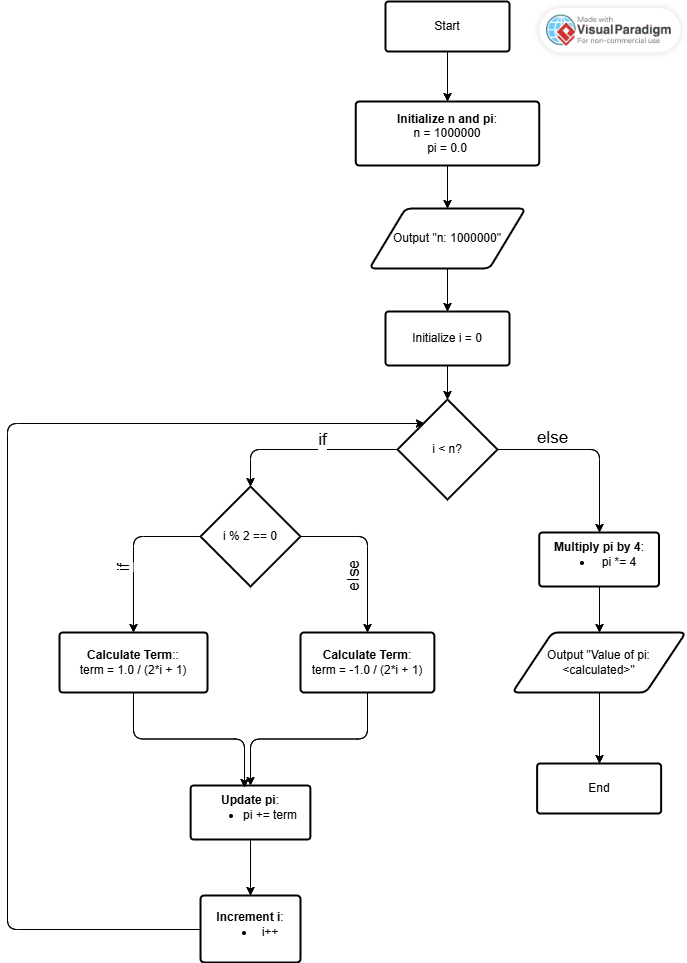 Made with
VisualParadigm
For non-commercial use
Start
Initialize n and pi:
n = 1000000
pi = 0.0
Output "n: 1000000"
Initialize i = 0
i < n?
if
else
i % 2 == 0
if
else
Multiply pi by 4:
• pi *= 4
Calculate Term::
term = 1.0 / (2*i + 1)
Calculate Term:
term = -1.0 / (2*i + 1)
Output "Value of pi:
<calculated>"
Update pi:
• pi += term
End
Increment i:
• i++